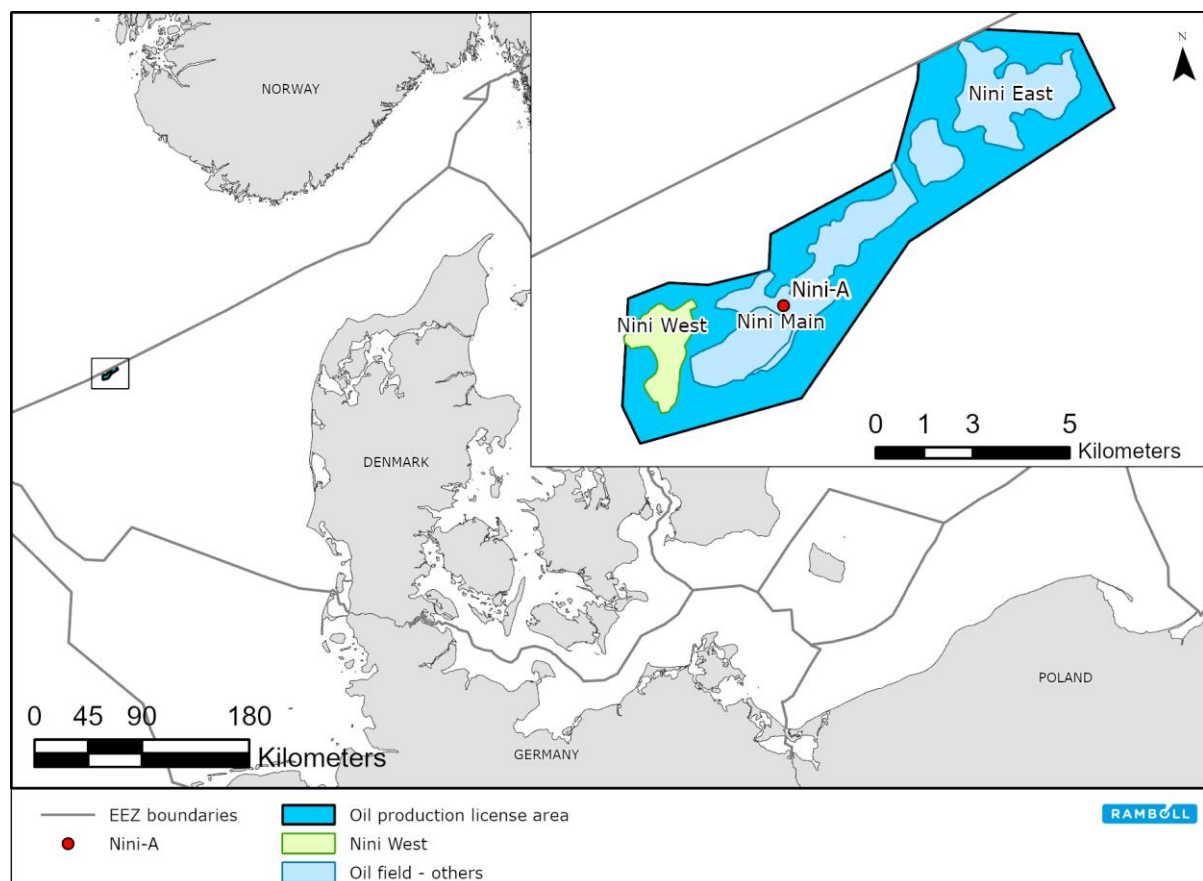 NORWAY
N
Nini East
Nini-A
Nini West
Nini Main
0 1 3 5
Kilometers
DENMARK
POLAND
0 45 90 180
Kilometers
GERMANY
EEZ boundaries
Nini-A
Oil production license area
Nini West
Oil field - others
RAMBOLL